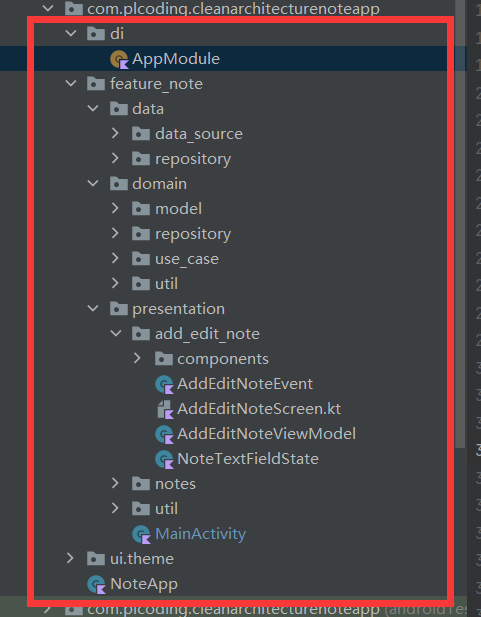 com.plcoding.cleanarchitecturenoteapp
di
AppModule
feature_note
data
data_source
repository
domain
model
repository
use_case
util
presentation
add_edit_note
components
AddEditNoteEvent
AddEditNoteScreen.kt
AddEditNoteViewModel
NoteTextFieldState
notes
util
MainActivity
ui.theme
NoteApp
com.plcoding.cleanarchitecturenoteapp (androidTes